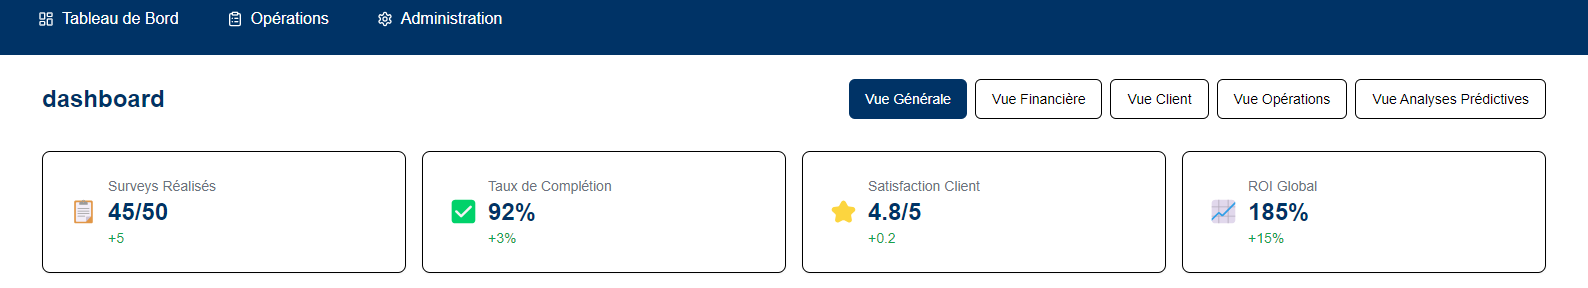 Tableau de Bord Opérations Administration
dashboard
Vue Générale Vue Financière Vue Client Vue Opérations Vue Analyses Prédictives
Surveys Réalisés
45/50
+5
Taux de Complétion
92%
+3%
Satisfaction Client
4.8/5
+0.2
ROI Global
185%
+15%